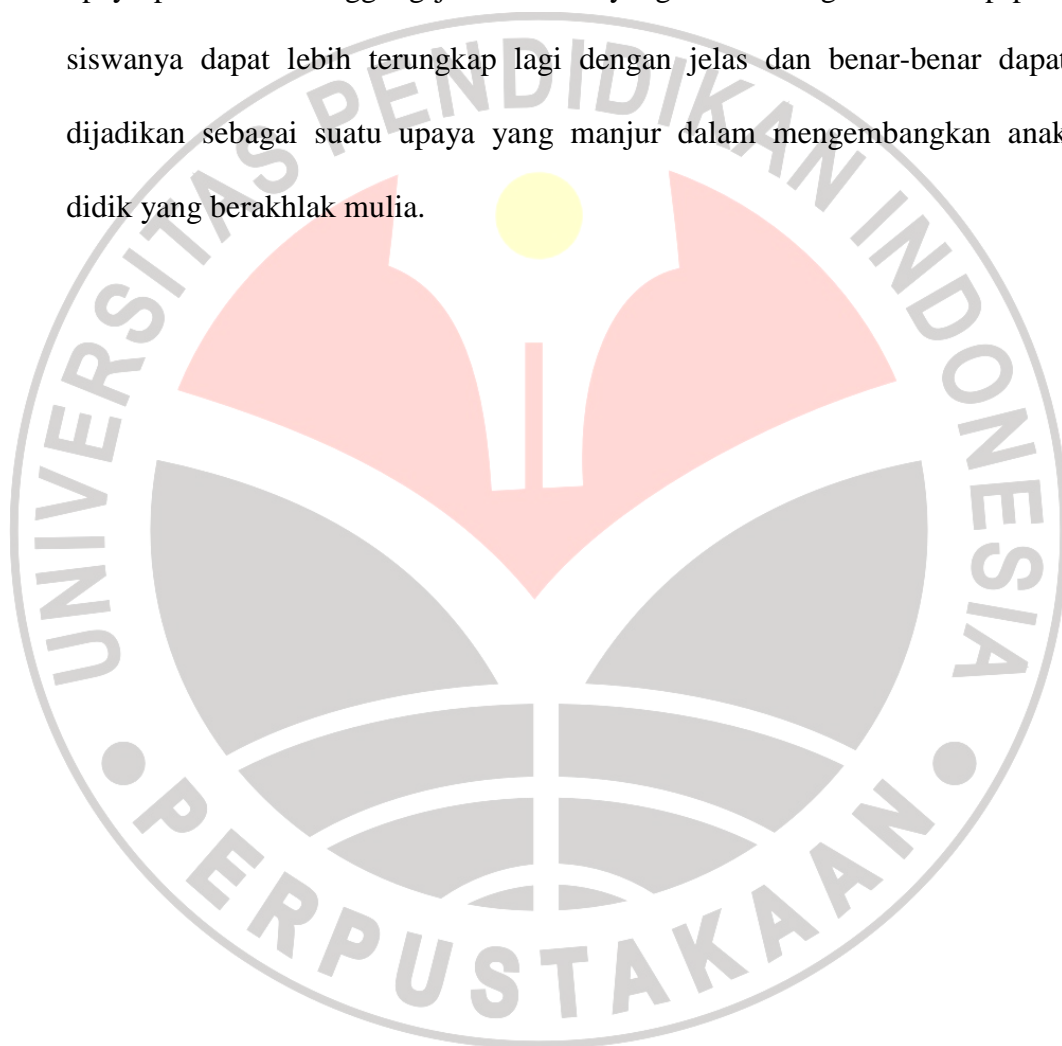 siswanya dapat lebih terungkap lagi dengan jelas dan benar-benar dapat
dijadikan sebagai suatu upaya yang manjur dalam mengembangkan anak
didik yang berakhlak mulia.
UNIVERSITAS PENDIDIKAN INDONESIA
PERPUSTAKAAN